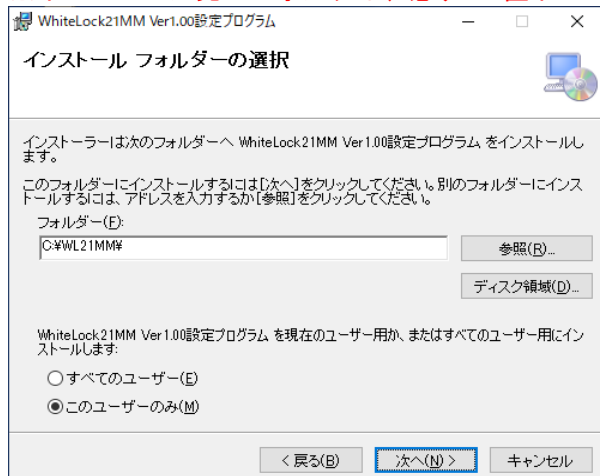 WhiteLock21MM Ver1.00設定プログラム
インストール フォルダーの選択
インストーラーは次のフォルダーへ WhiteLock21MM Ver1.00設定プログラム をインストールし
ます。
このフォルダーにインストールするには[次へ]をクリックしてください。別のフォルダーにインス
トールするには、アドレスを入力するか[参照]をクリックしてください。
フォルダー(F):
C:¥WL21MM¥
参照(R)...
ディスク領域(D)...
WhiteLock21MM Ver1.00設定プログラム を現在のユーザー用か、またはすべてのユーザー用にイン
ストールします:
すべてのユーザー(E)
このユーザーのみ(M)
< 戻る(B)
次へ(N) >
キャンセル